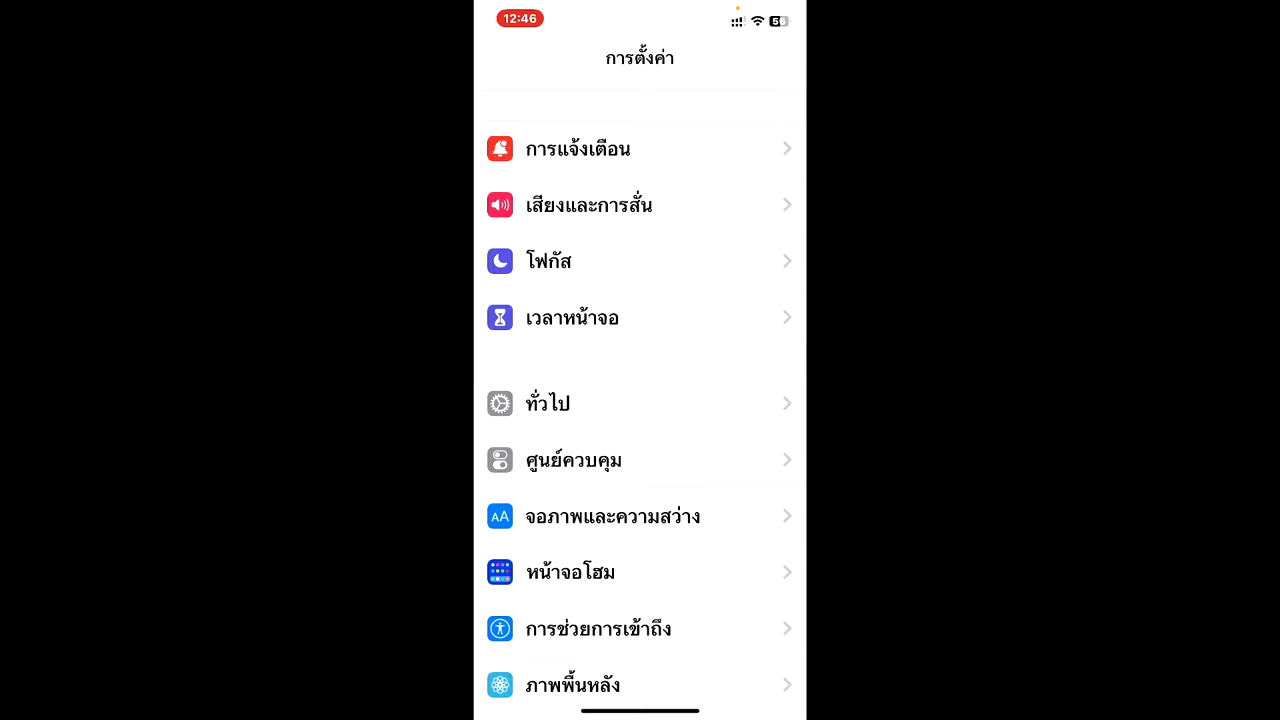 12:46
การตั้งค่า
การแจ้งเตือน
เสียงและการสั่น
โฟกัส
เวลาหน้าจอ
ทั่วไป
ศูนย์ควบคุม
AA จอภาพและความสว่าง
หน้าจอโฮม
การช่วยการเข้าถึง
ภาพพื้นหลัง